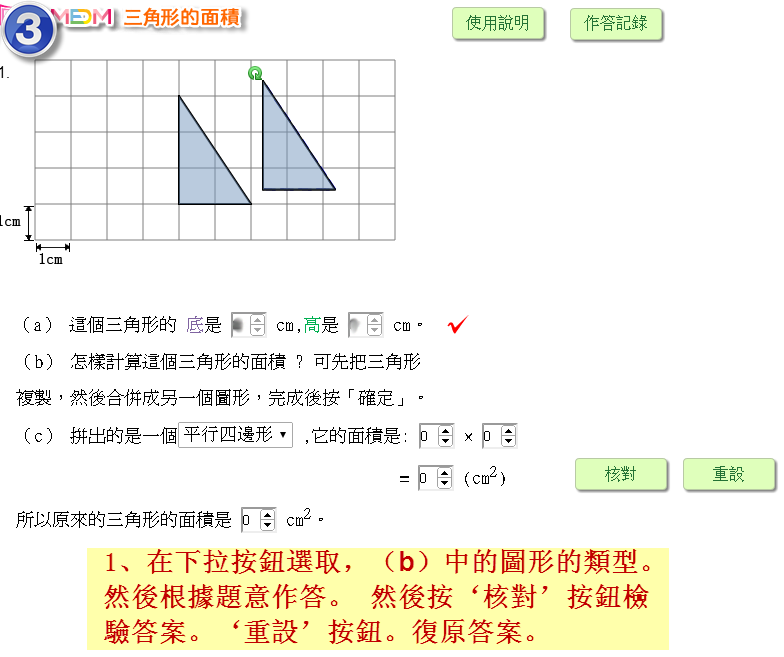 3 MEDM 三角形的面積
使用說明
作答記錄
1.
1cm
1cm
(a) 這個三角形的 底是 cm,高是 cm。
(b) 怎樣計算這個三角形的面積 ? 可先把三角形
複製，然後合併成另一個圖形，完成後按「確定」。
(c) 拼出的是一個 平行四邊形 ,它的面積是: 0 × 0
= 0 (cm²)
核對
重設
所以原來的三角形的面積是 0 cm²。
1、在下拉按鈕選取，（b）中的圖形的類型。
然後根據題意作答。 然後按‘核對’按鈕檢
驗答案。‘重設’按鈕。復原答案。